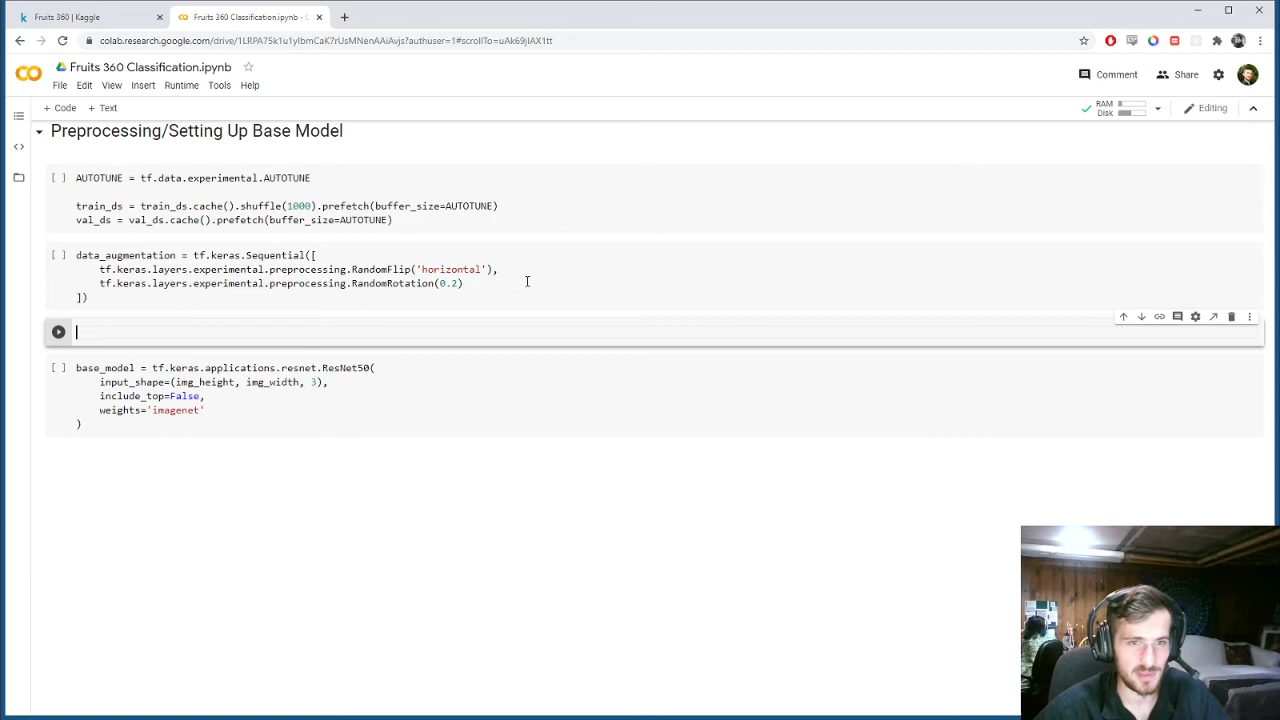 Fruits 360 | Kaggle
Fruits 360 Classification.ipynb - C
colab.research.google.com/drive/1LRPA75k1u1yIbmCaK7rUsMNenAAiAvjs?authuser=1#scrollTo=uAk69jIAX1tt
Fruits 360 Classification.ipynb
File Edit View Insert Runtime Tools Help
Comment
Share
+ Code + Text
RAM
Disk
Editing
Preprocessing/Setting Up Base Model
[ ] AUTOTUNE = tf.data.experimental.AUTOTUNE
train_ds = train_ds.cache().shuffle(1000).prefetch(buffer_size=AUTOTUNE)
val_ds = val_ds.cache().prefetch(buffer_size=AUTOTUNE)
[ ] data_augmentation = tf.keras.Sequential([
tf.keras.layers.experimental.preprocessing.RandomFlip('horizontal'),
tf.keras.layers.experimental.preprocessing.RandomRotation(0.2)
])
[ ] base_model = tf.keras.applications.resnet.ResNet50(
input_shape=(img_height, img_width, 3),
include_top=False,
weights='imagenet'
)